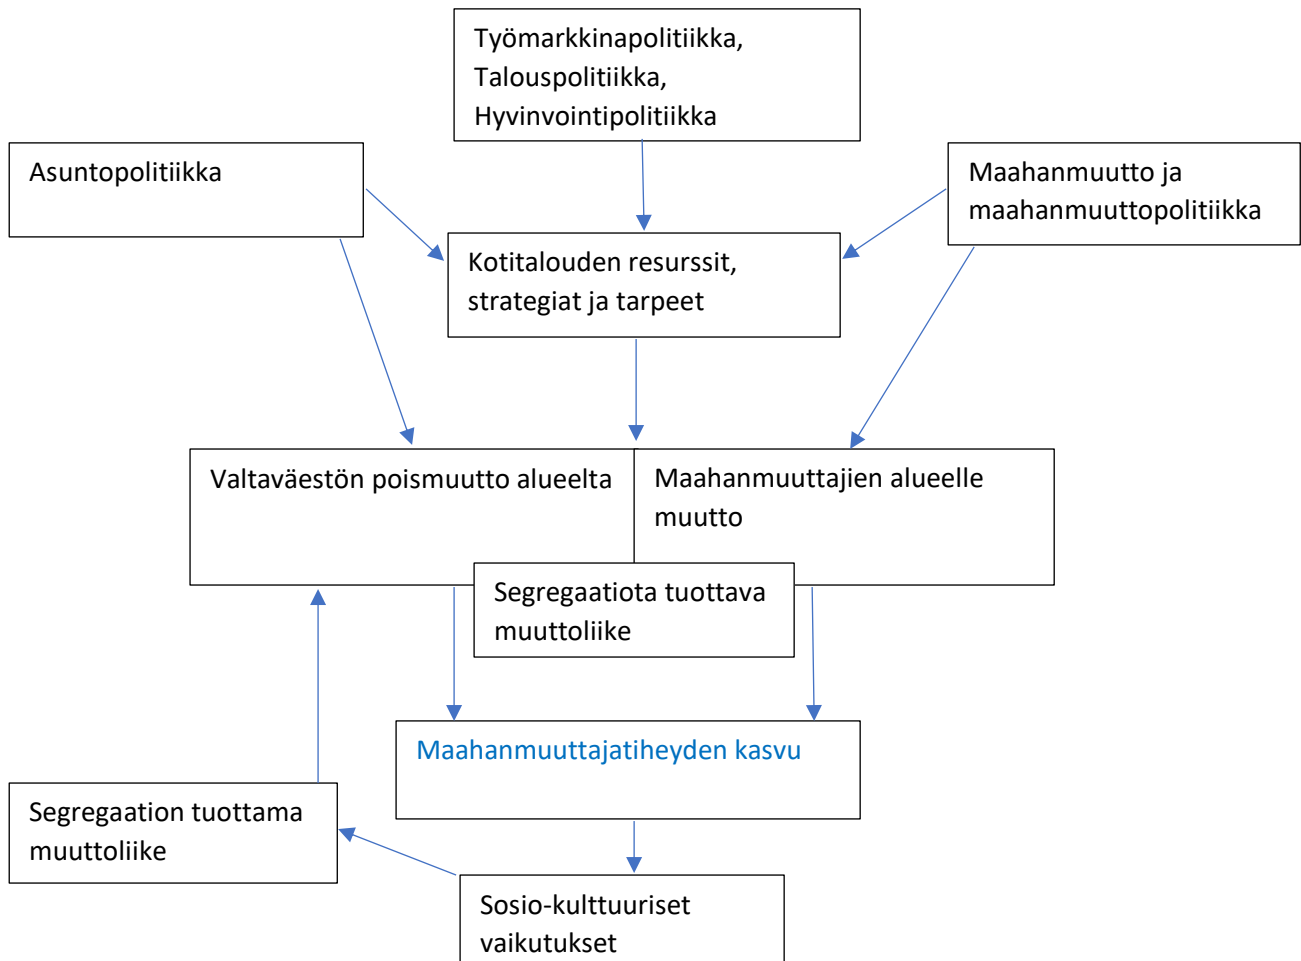 Työmarkkinapolitiikka,
Talouspolitiikka,
Hyvinvointipolitiikka
Asuntopolitiikka
Maahanmuutto ja
maahanmuuttopolitiikka
Kotitalouden resurssit,
strategiat ja tarpeet
Valtaväestön poismuutto alueelta
Maahanmuuttajien alueelle
muutto
Segregaatiota tuottava
muuttoliike
Maahanmuuttajatiheyden kasvu
Segregaation tuottama
muuttoliike
Sosio-kulttuuriset
vaikutukset